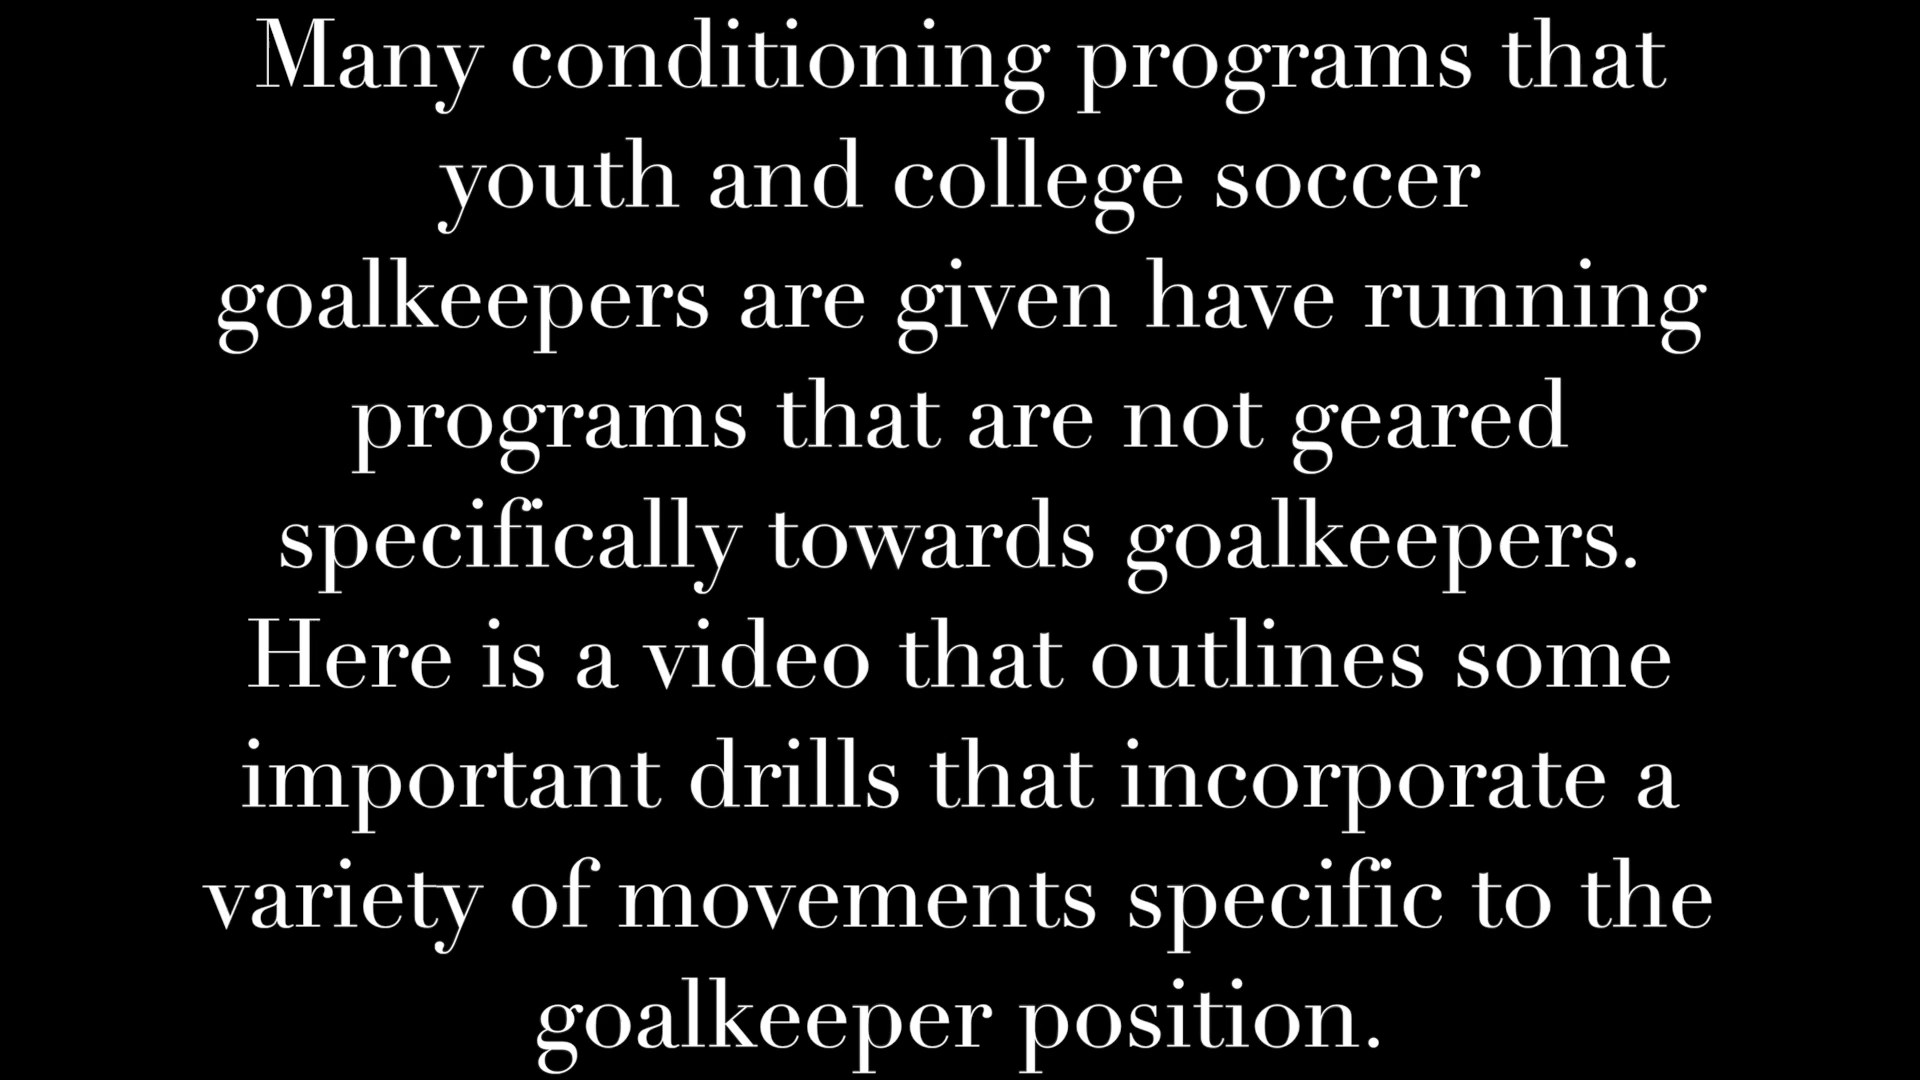 Many conditioning programs that
youth and college soccer
goalkeepers are given have running
programs that are not geared
specifically towards goalkeepers.
Here is a video that outlines some
important drills that incorporate a
variety of movements specific to the
goalkeeper position.